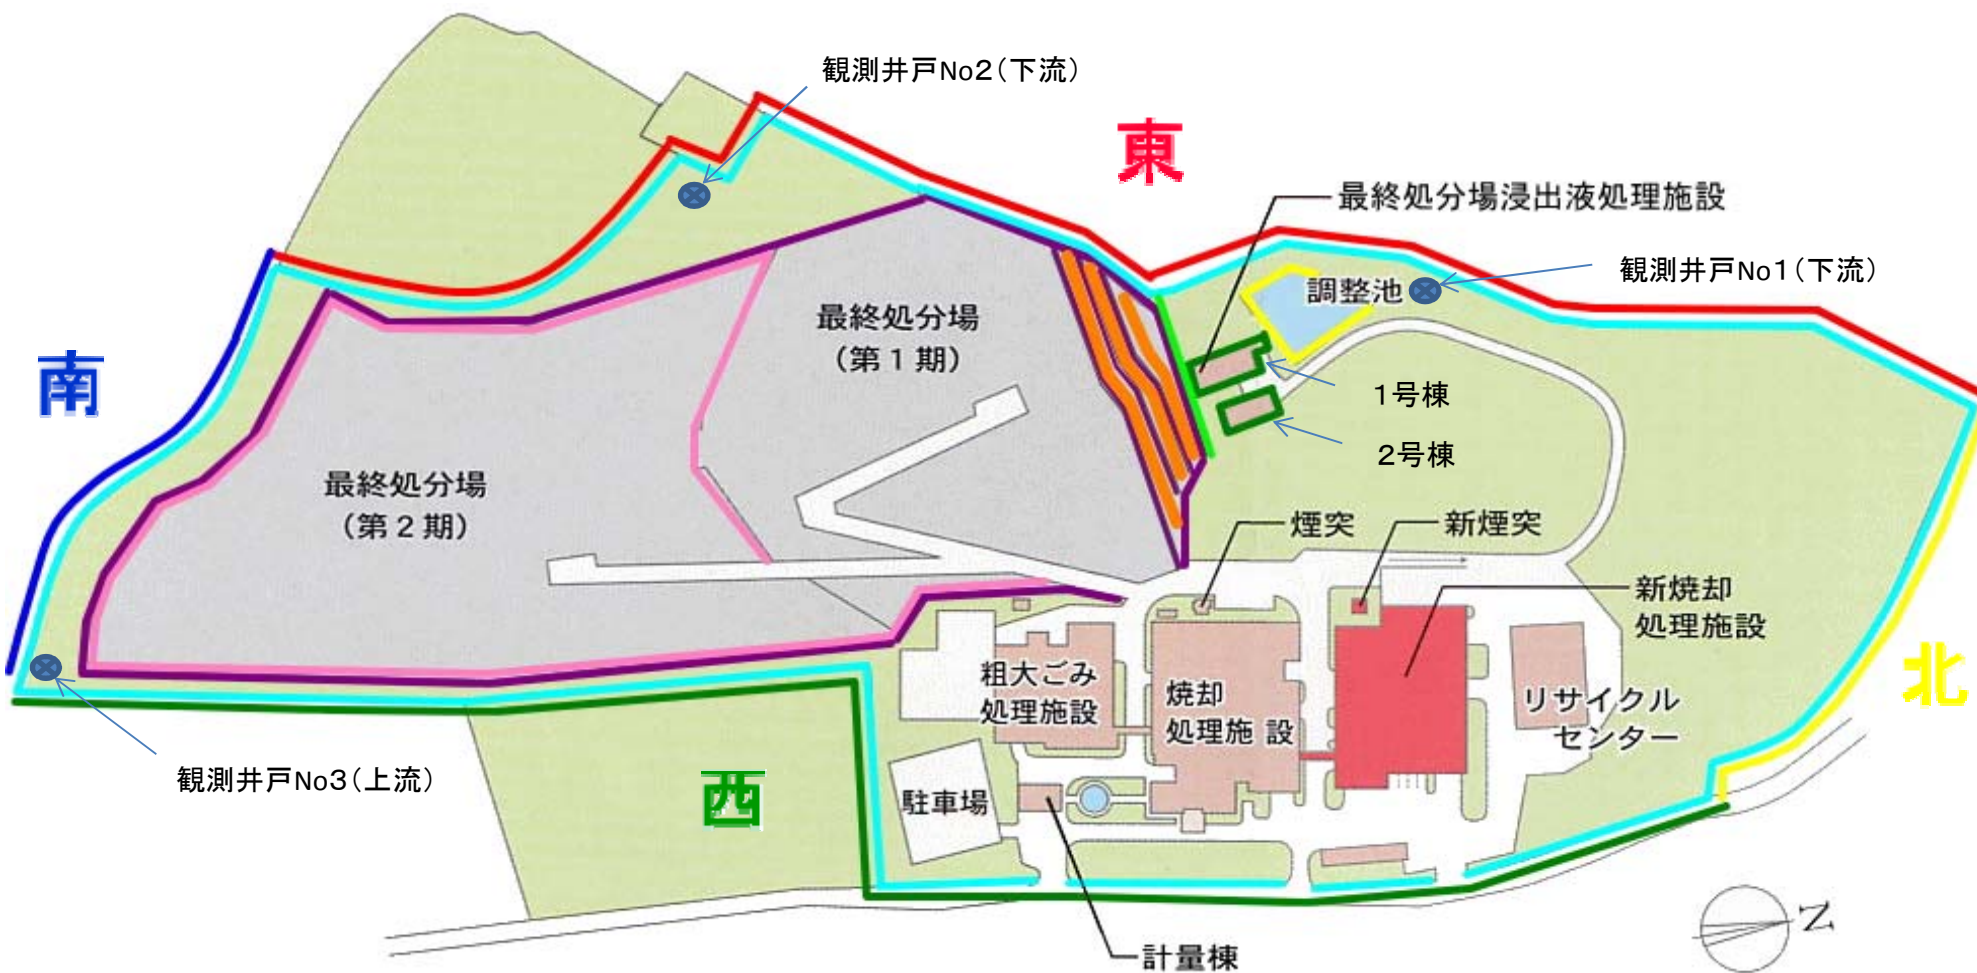 観測井戸No2(下流)
東
最終処分場浸出液処理施設
観測井戸No1(下流)
調整池
最終処分場
(第1期)
南
1号棟
2号棟
最終処分場
(第2期)
煙突
新煙突
新焼却
処理施設
北
粗大ごみ
処理施設
焼却
処理施 設
リサイクル
センター
観測井戸No3(上流)
西
駐車場
計量棟
N